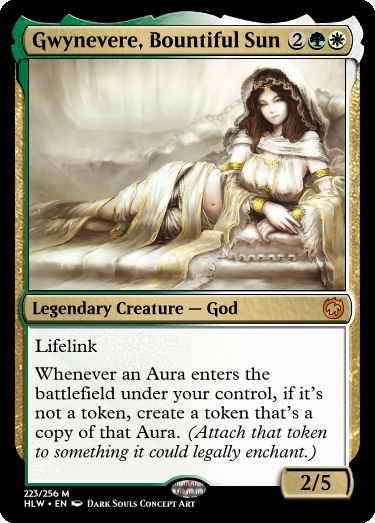 Gwynevere, Bountiful Sun 2
Legendary Creature — God
Lifelink
Whenever an Aura enters the
battlefield under your control, if it's
not a token, create a token that's a
copy of that Aura. (Attach that token
to something it could legally enchant.)
2/5
223/256 M
HLW • EN Dark Souls Concept Art